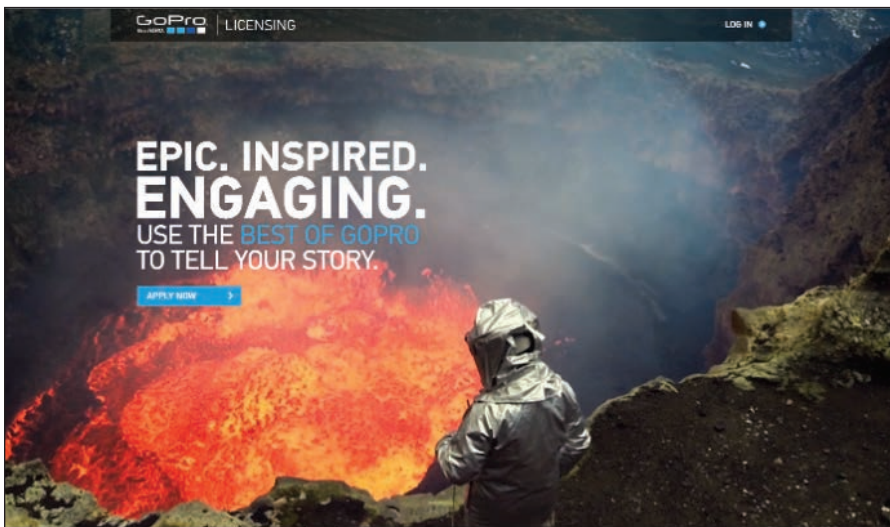 GoPro
LICENSING
LOG IN
EPIC. INSPIRED.
ENGAGING.
USE THE BEST OF GOPRO
TO TELL YOUR STORY.
APPLY NOW